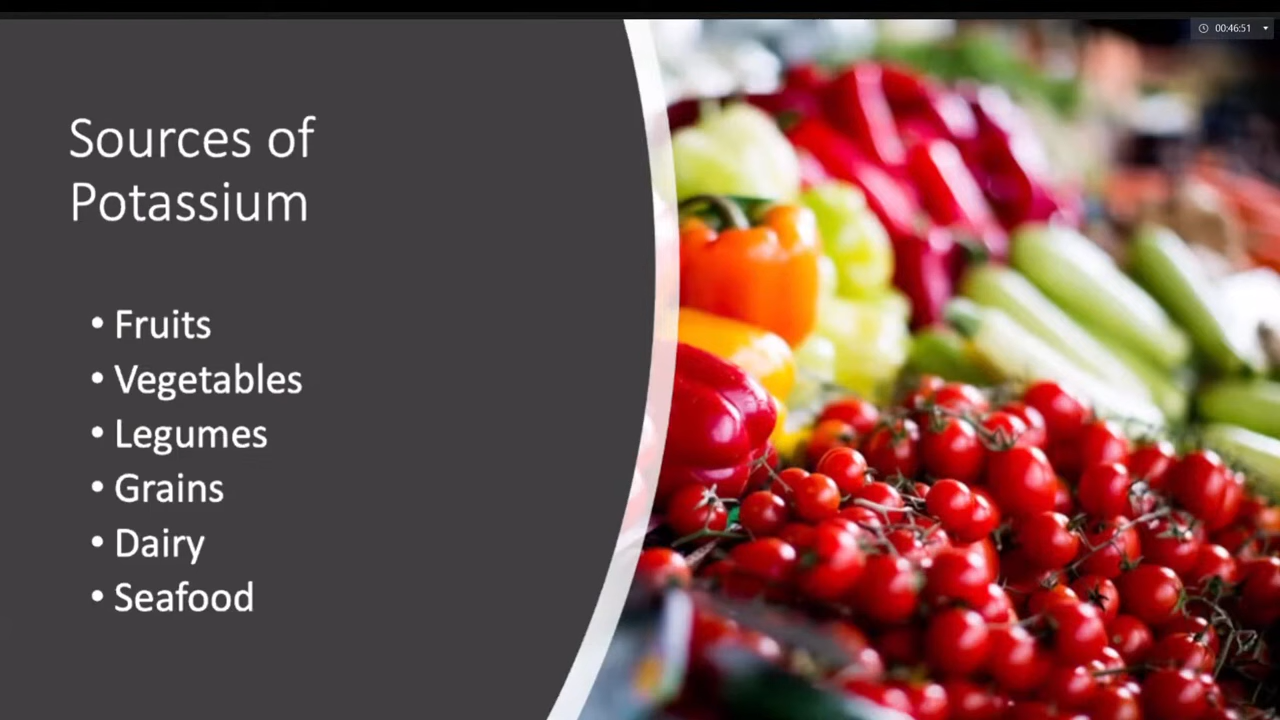 00:46:51
Sources of
Potassium
• Fruits
• Vegetables
• Legumes
• Grains
• Dairy
• Seafood